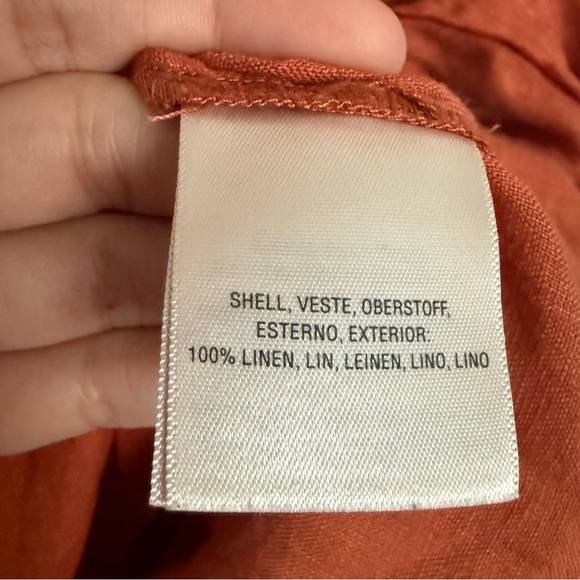 SHELL, VESTE, OBERSTOFF,
ESTERNO, EXTERIOR:
100% LINEN, LIN, LEINEN, LINO, LINO